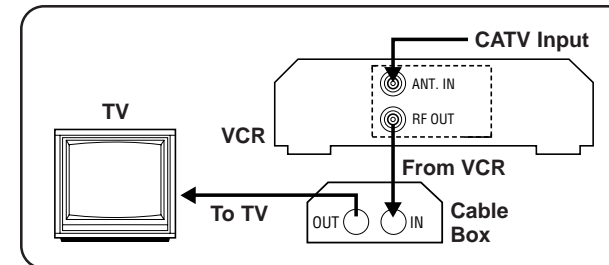 CATV Input
ANT. IN
RF OUT
TV
VCR
From VCR
To TV
OUT
IN
Cable
Box